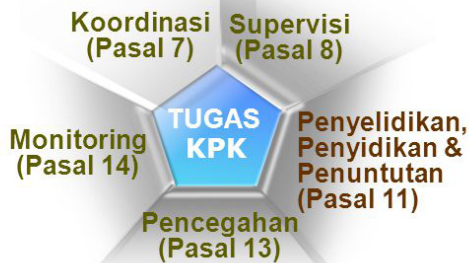 Koordinasi
(Pasal 7)
Supervisi
(Pasal 8)
TUGAS
KPK
Penyelidikan,
Penyidikan &
Penuntutan
(Pasal 11)
Monitoring
(Pasal 14)
Pencegahan
(Pasal 13)